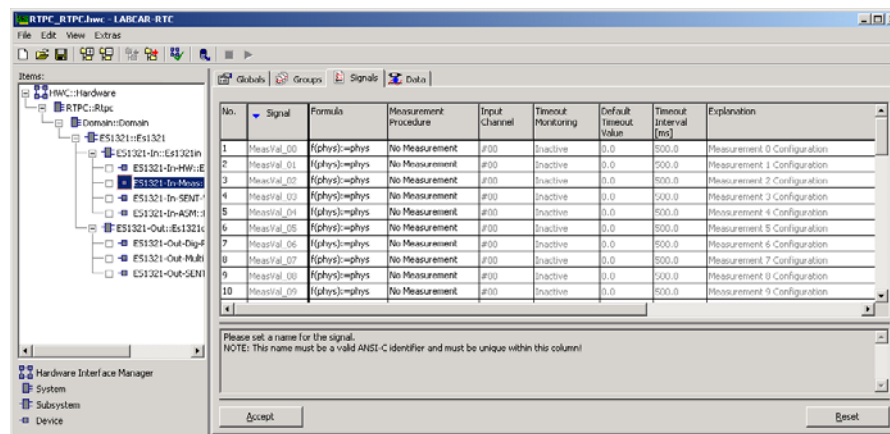 RTPC_RTPC.hwc - LABCAR-RTC
File Edit View Extras
Items:
HWC::Hardware
RTPC::Rtpc
Domain::Domain
ES1321::Es1321
ES1321-In::Es1321in
ES1321-In-HW::E
ES1321-In-Meas:
ES1321-In-SENT-
ES1321-In-ASM::
ES1321-Out::Es1321o
ES1321-Out-Dig-
ES1321-Out-Multi
ES1321-Out-SENT
Hardware Interface Manager
System
Subsystem
Device
Globals Groups Signals Data
No. Signal Formula Measurement Procedure Input Channel Timeout Monitoring Default Timeout Value Timeout Interval [ms] Explanation
1 MeasVal_00 f(phys):=phys No Measurement #00 Inactive 0.0 500.0 Measurement 0 Configuration
2 MeasVal_01 f(phys):=phys No Measurement #00 Inactive 0.0 500.0 Measurement 1 Configuration
3 MeasVal_02 f(phys):=phys No Measurement #00 Inactive 0.0 500.0 Measurement 2 Configuration
4 MeasVal_03 f(phys):=phys No Measurement #00 Inactive 0.0 500.0 Measurement 3 Configuration
5 MeasVal_04 f(phys):=phys No Measurement #00 Inactive 0.0 500.0 Measurement 4 Configuration
6 MeasVal_05 f(phys):=phys No Measurement #00 Inactive 0.0 500.0 Measurement 5 Configuration
7 MeasVal_06 f(phys):=phys No Measurement #00 Inactive 0.0 500.0 Measurement 6 Configuration
8 MeasVal_07 f(phys):=phys No Measurement #00 Inactive 0.0 500.0 Measurement 7 Configuration
9 MeasVal_08 f(phys):=phys No Measurement #00 Inactive 0.0 500.0 Measurement 8 Configuration
10 MeasVal_09 f(phys):=phys No Measurement #00 Inactive 0.0 500.0 Measurement 9 Configuration
Please set a name for the signal.
NOTE: This name must be a valid ANSI-C identifier and must be unique within this column!
Accept Reset